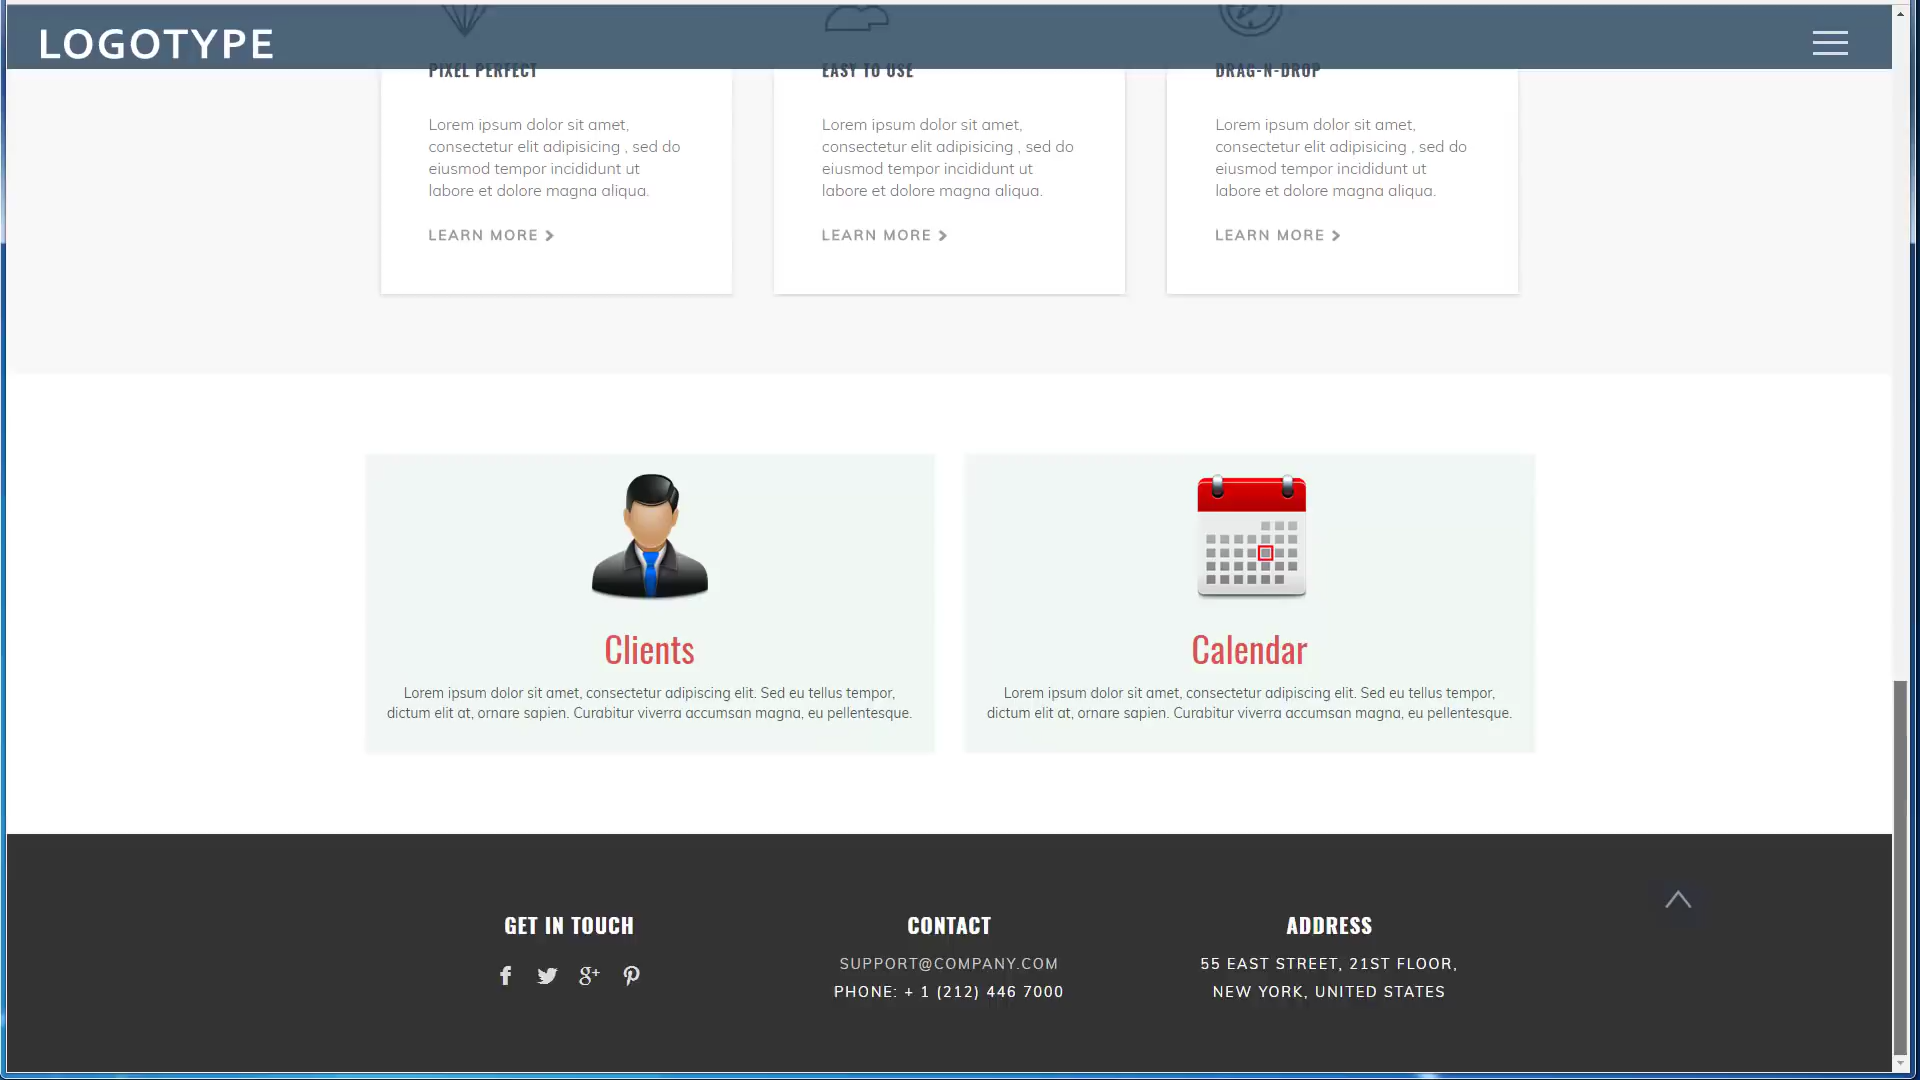 LOGOTYPE
PIXEL PERFECT
Lorem ipsum dolor sit amet,
consectetur elit adipisicing , sed do
eiusmod tempor incididunt ut
labore et dolore magna aliqua.
LEARN MORE
EASY TO USE
Lorem ipsum dolor sit amet,
consectetur elit adipisicing , sed do
eiusmod tempor incididunt ut
labore et dolore magna aliqua.
LEARN MORE
DRAG-N-DROP
Lorem ipsum dolor sit amet,
consectetur elit adipisicing , sed do
eiusmod tempor incididunt ut
labore et dolore magna aliqua.
LEARN MORE
Clients
Lorem ipsum dolor sit amet, consectetur adipiscing elit. Sed eu tellus tempor,
dictum elit at, ornare sapien. Curabitur viverra accumsan magna, eu pellentesque.
Calendar
Lorem ipsum dolor sit amet, consectetur adipiscing elit. Sed eu tellus tempor,
dictum elit at, ornare sapien. Curabitur viverra accumsan magna, eu pellentesque.
GET IN TOUCH
CONTACT
SUPPORT@COMPANY.COM
PHONE: + 1 (212) 446 7000
ADDRESS
55 EAST STREET, 21ST FLOOR,
NEW YORK, UNITED STATES